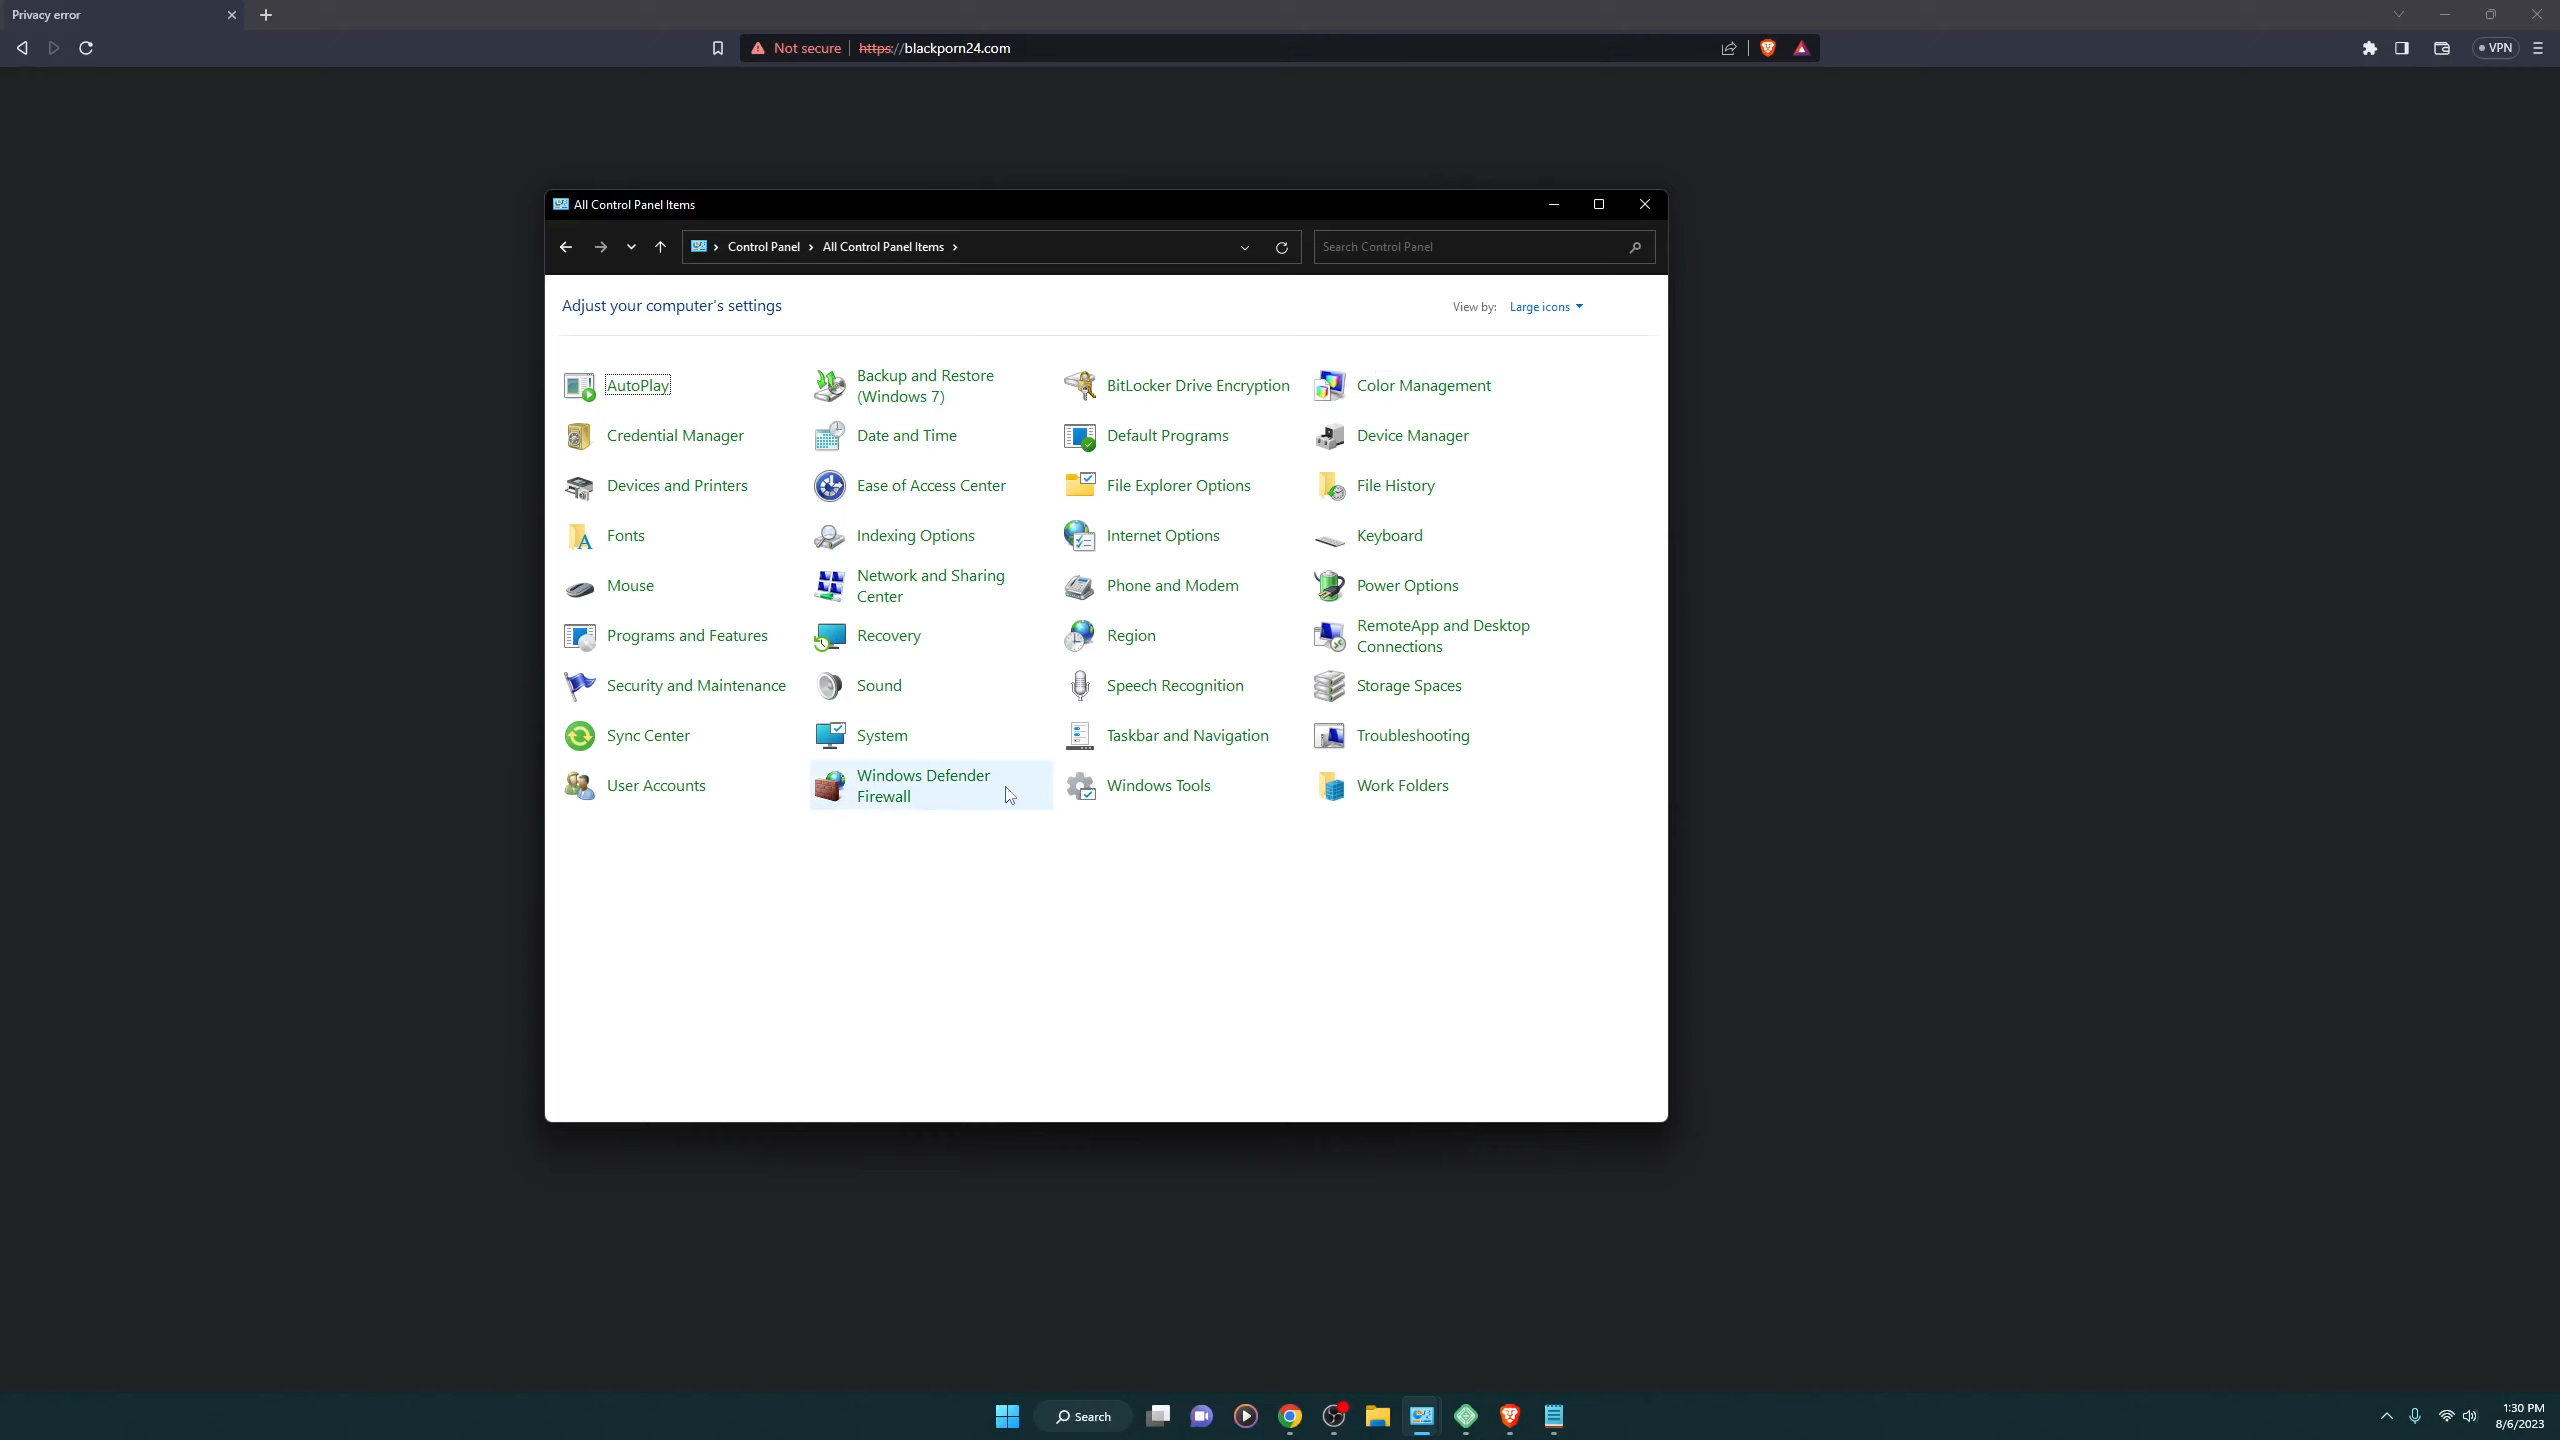 Privacy error
Not secure
https://blackporn24.com
VPN
All Control Panel Items
Control Panel
All Control Panel Items
Search Control Panel
Adjust your computer's settings
View by:
Large icons
AutoPlay
Backup and Restore
(Windows 7)
BitLocker Drive Encryption
Color Management
Credential Manager
Date and Time
Default Programs
Device Manager
Devices and Printers
Ease of Access Center
File Explorer Options
File History
Fonts
Indexing Options
Internet Options
Keyboard
Mouse
Network and Sharing
Center
Phone and Modem
Power Options
Programs and Features
Recovery
Region
RemoteApp and Desktop
Connections
Security and Maintenance
Sound
Speech Recognition
Storage Spaces
Sync Center
System
Taskbar and Navigation
Troubleshooting
User Accounts
Windows Defender
Firewall
Windows Tools
Work Folders
Search
1:30 PM
8/6/2023